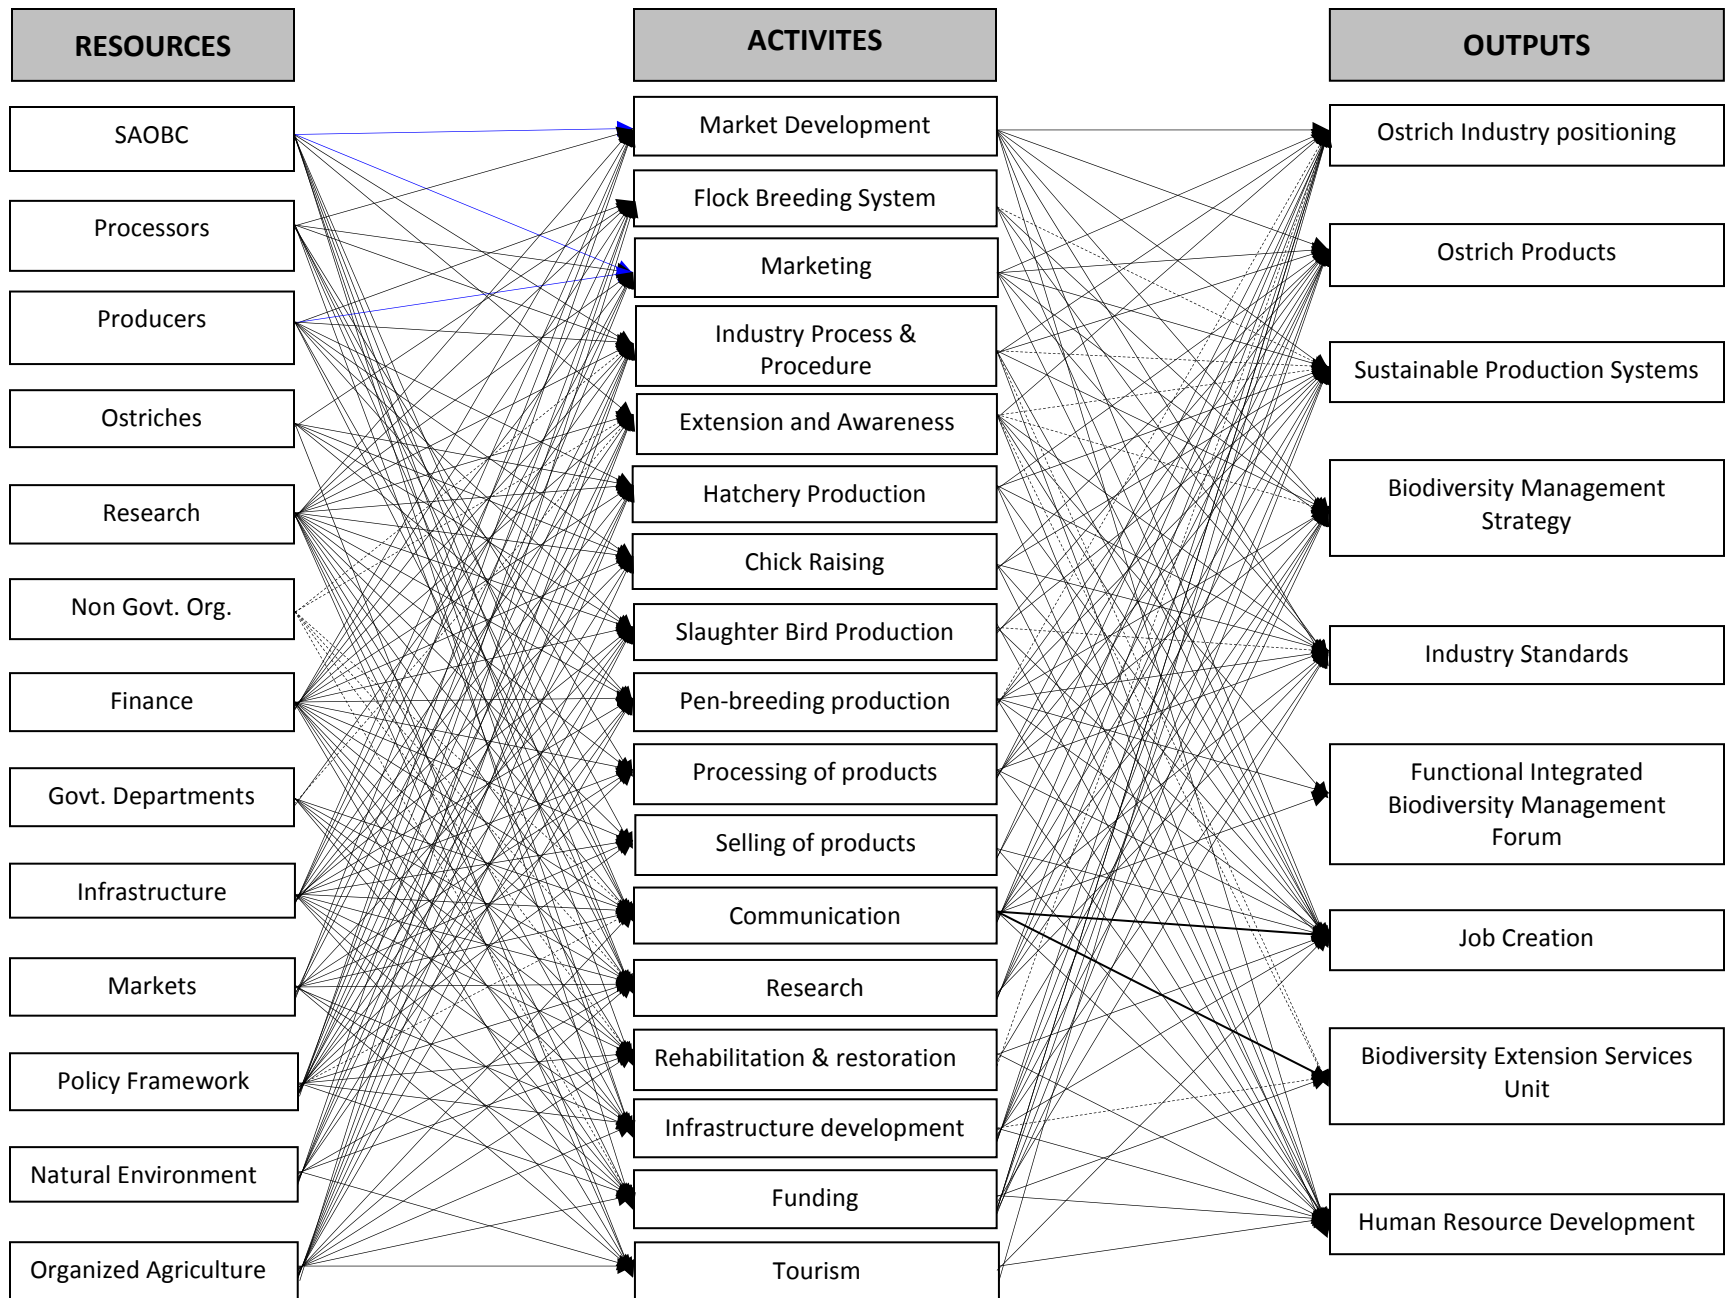 RESOURCES
SAOBC
Processors
Producers
Ostriches
Research
Non Govt. Org.
Finance
Govt. Departments
Infrastructure
Markets
Policy Framework
Natural Environment
Organized Agriculture
ACTIVITES
Market Development
Flock Breeding System
Marketing
Industry Process &
Procedure
Extension and Awareness
Hatchery Production
Chick Raising
Slaughter Bird Production
Pen-breeding production
Processing of products
Selling of products
Communication
Research
Rehabilitation & restoration
Infrastructure development
Funding
Tourism
OUTPUTS
Ostrich Industry positioning
Ostrich Products
Sustainable Production Systems
Biodiversity Management
Strategy
Industry Standards
Functional Integrated
Biodiversity Management
Forum
Job Creation
Biodiversity Extension Services
Unit
Human Resource Development